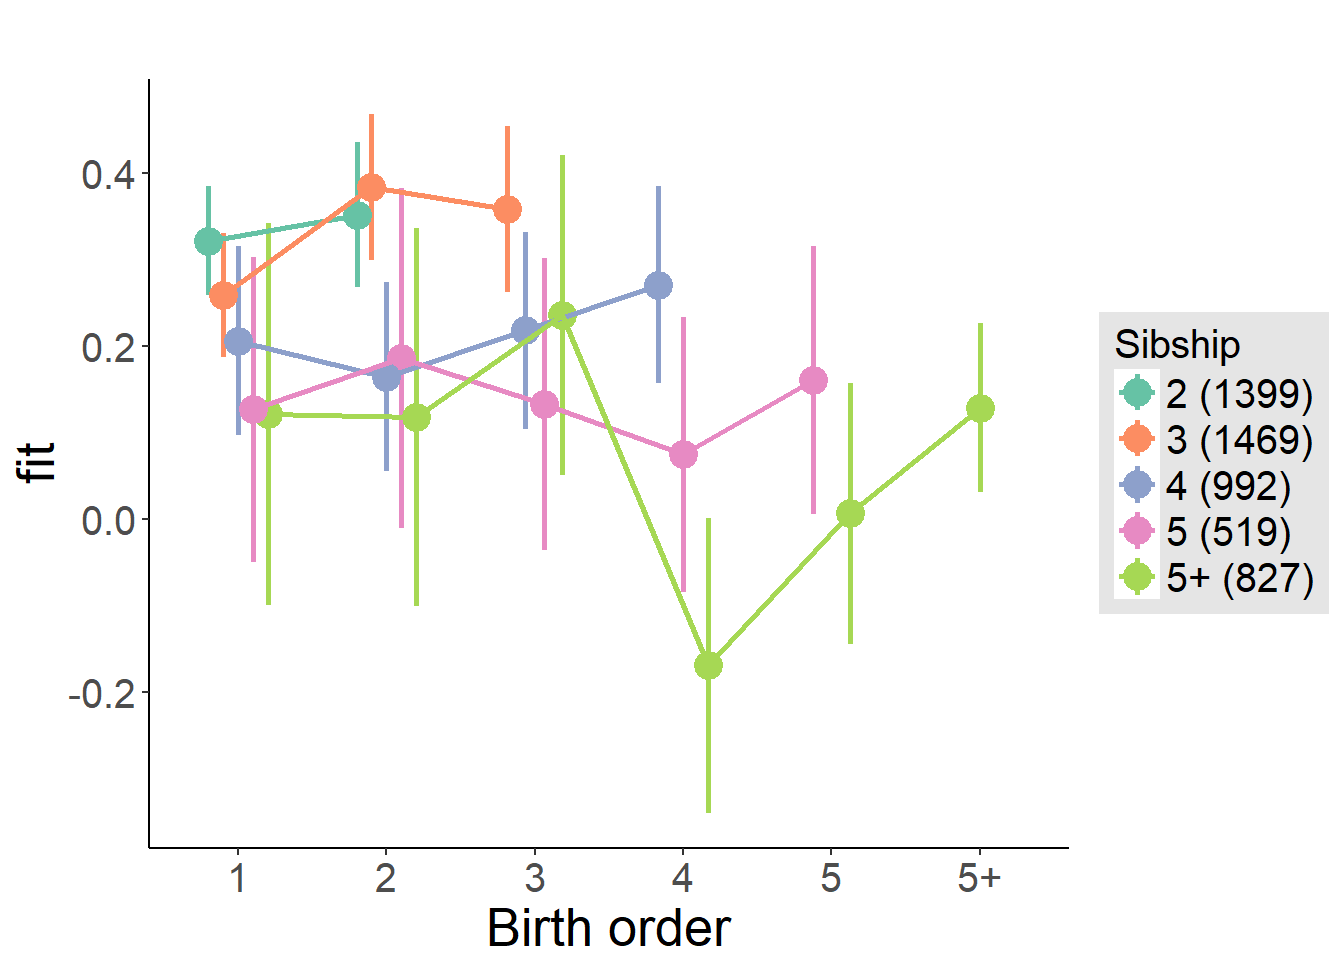 0.4
0.2
0.0
-0.2
fit
1 2 3 4 5 5+
Birth order
Sibship
2 (1399)
3 (1469)
4 (992)
5 (519)
5+ (827)